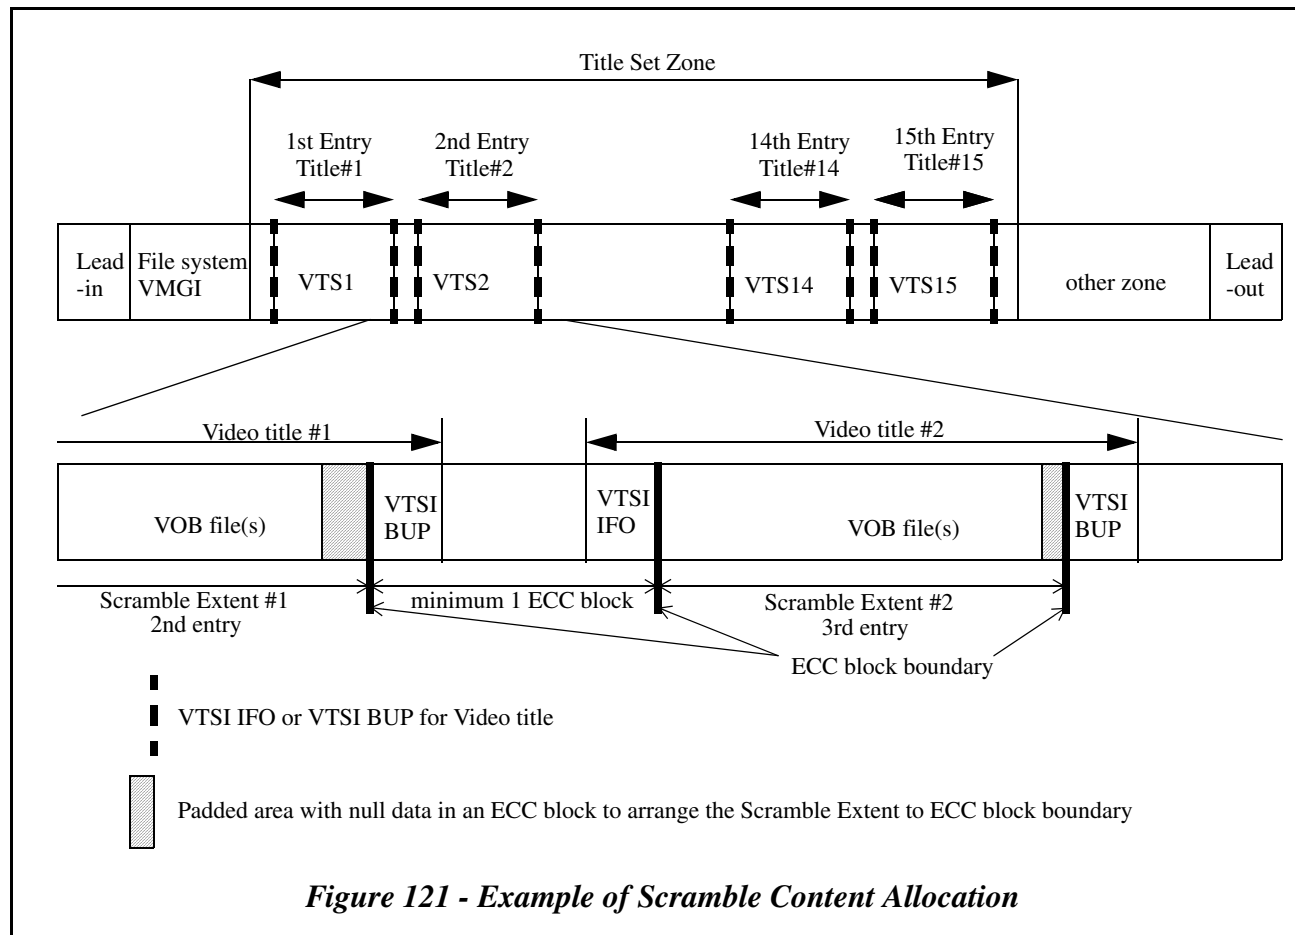 Title Set Zone
1st Entry
Title#1
2nd Entry
Title#2
14th Entry
Title#14
15th Entry
Title#15
Lead
-in
File system
VMGI
VTS1
VTS2
VTS14
VTS15
other zone
Lead
-out
Video title #1
Video title #2
VOB file(s)
VTSI
BUP
VTSI
IFO
VOB file(s)
VTSI
BUP
Scramble Extent #1
2nd entry
minimum 1 ECC block
Scramble Extent #2
3rd entry
ECC block boundary
VTSI IFO or VTSI BUP for Video title
Padded area with null data in an ECC block to arrange the Scramble Extent to ECC block boundary
Figure 121 - Example of Scramble Content Allocation